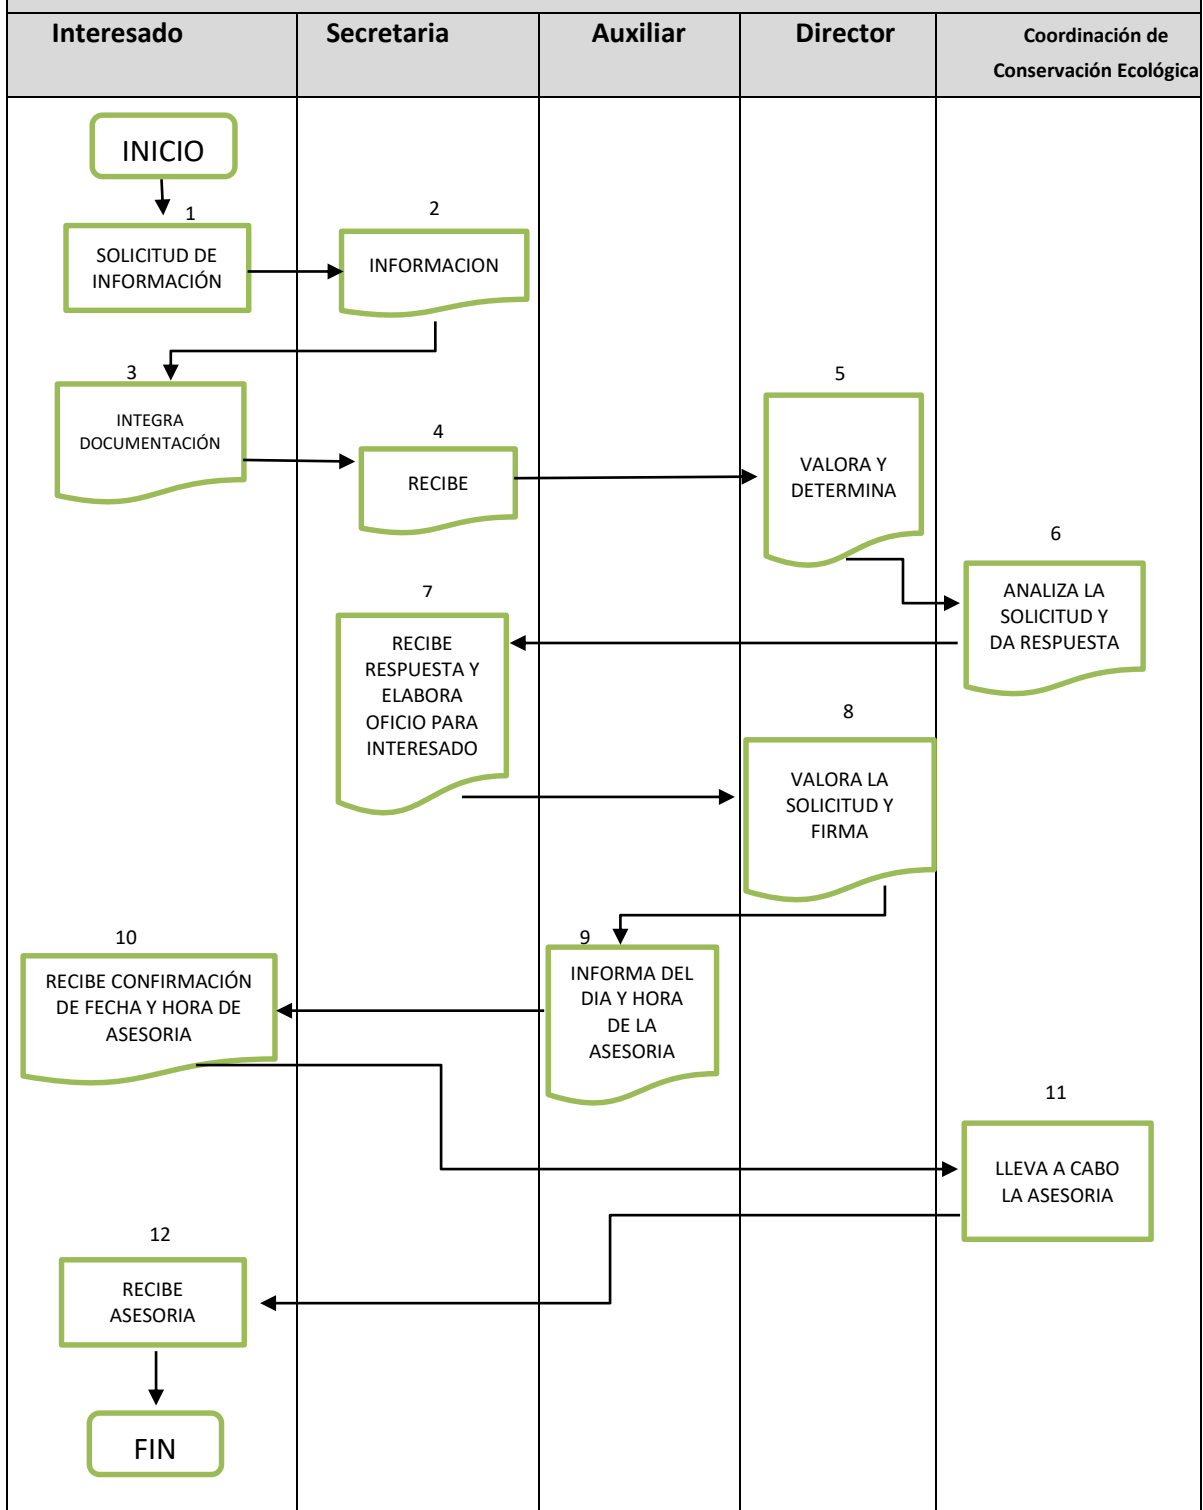 Interesado
Secretaria
Auxiliar
Director
Coordinación de
Conservación Ecológica
INICIO
1
SOLICITUD DE
INFORMACIÓN
2
INFORMACION
3
INTEGRA
DOCUMENTACIÓN
4
RECIBE
5
VALORA Y
DETERMINA
6
ANALIZA LA
SOLICITUD Y
DA RESPUESTA
7
RECIBE
RESPUESTA Y
ELABORA
OFICIO PARA
INTERESADO
8
VALORA LA
SOLICITUD Y
FIRMA
9
INFORMA DEL
DIA Y HORA
DE LA
ASESORIA
10
RECIBE CONFIRMACIÓN
DE FECHA Y HORA DE
ASESORIA
11
LLEVA A CABO
LA ASESORIA
12
RECIBE
ASESORIA
FIN